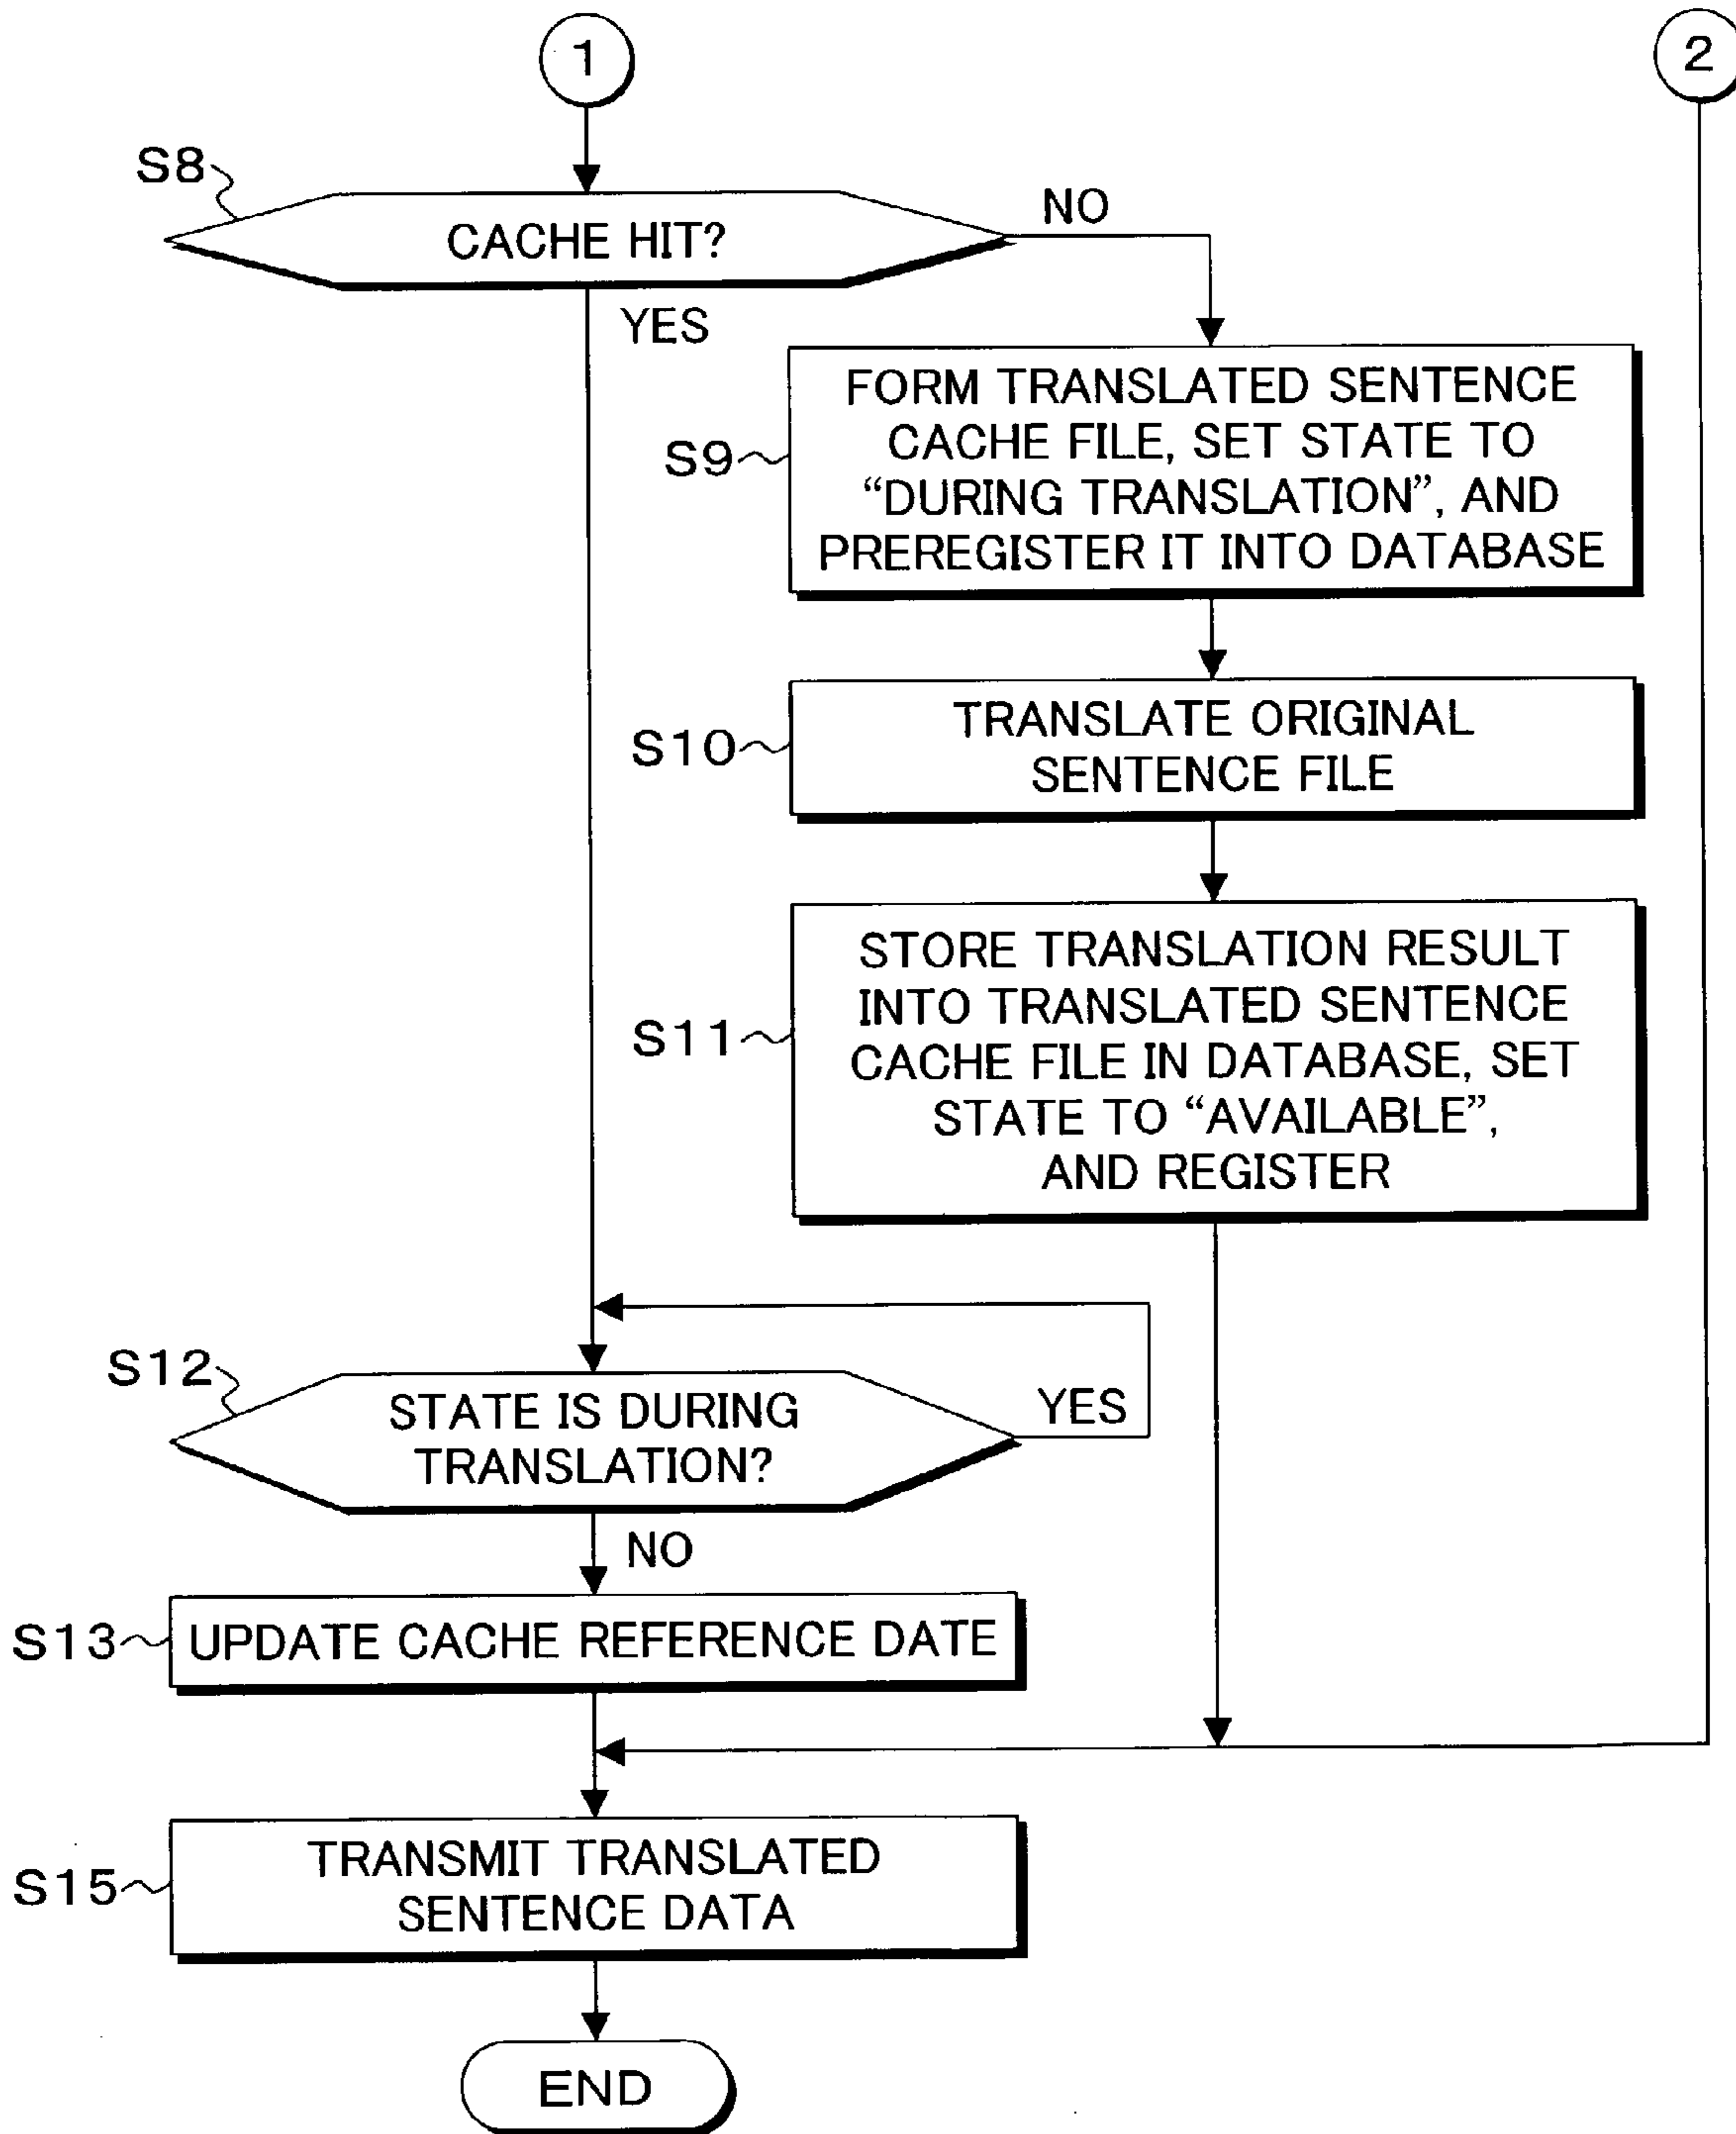 1
2
S8
CACHE HIT?
NO
YES
S9
FORM TRANSLATED SENTENCE
CACHE FILE, SET STATE TO
“DURING TRANSLATION”, AND
PREREGISTER IT INTO DATABASE
S10
TRANSLATE ORIGINAL
SENTENCE FILE
S11
STORE TRANSLATION RESULT
INTO TRANSLATED SENTENCE
CACHE FILE IN DATABASE, SET
STATE TO “AVAILABLE”,
AND REGISTER
S12
STATE IS DURING
TRANSLATION?
YES
NO
S13
UPDATE CACHE REFERENCE DATE
S15
TRANSMIT TRANSLATED
SENTENCE DATA
END